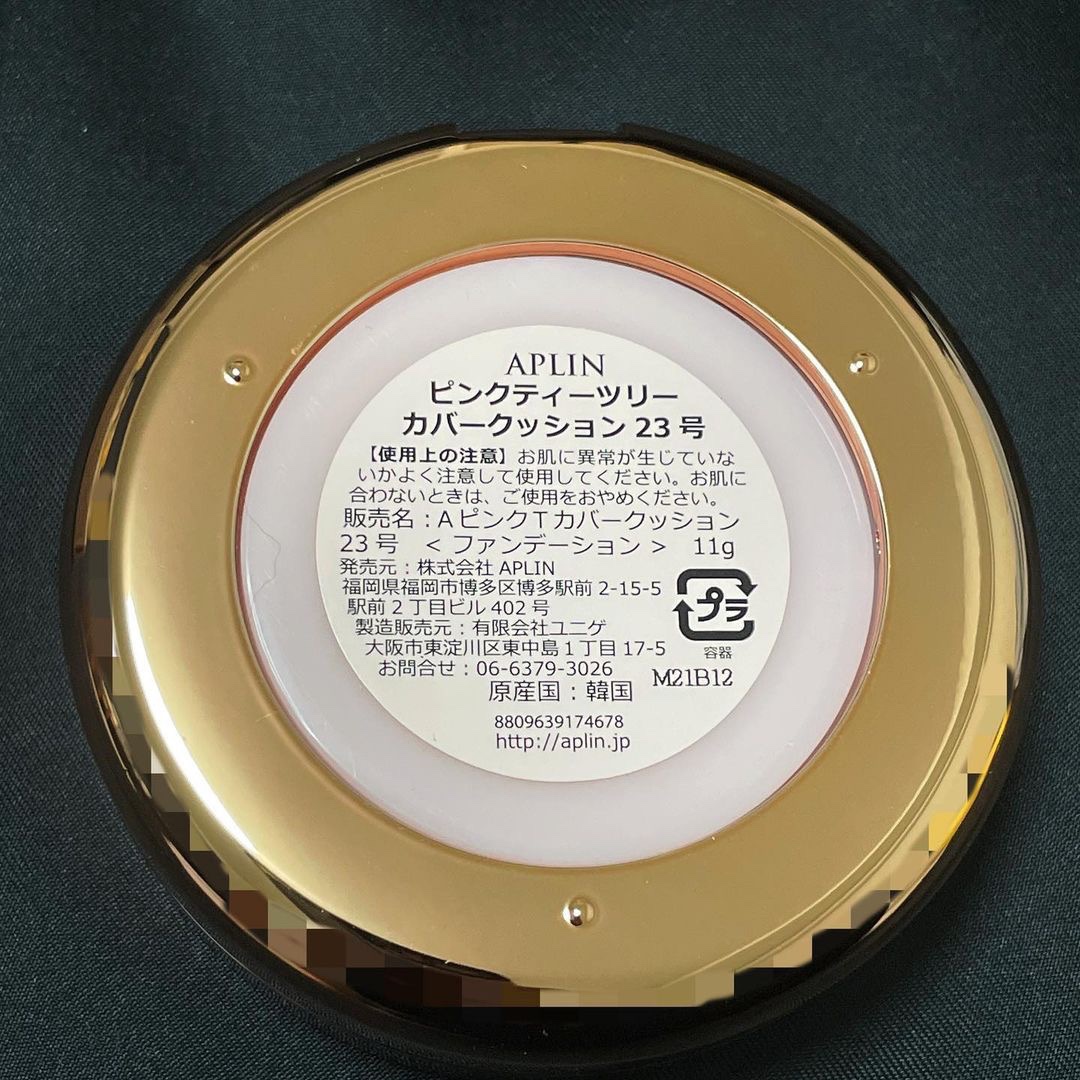 APLIN
ピンクティーツリー
カバークッション 23 号
【使用上の注意】お肌に異常が生じていな
いかよく注意して使用してください。お肌に
合わないときは、ご使用をおやめください。
販売名：A ピンク T カバークッション
23 号 ＜ ファンデーション ＞ 11g
発売元：株式会社 APLIN
福岡県福岡市博多区博多駅前 2-15-5
駅前 2 丁目ビル 402 号
製造販売元：有限会社ユニゲ
大阪市東淀川区東中島 1 丁目 17-5
お問合せ：06-6379-3026
プラ
容器
M21B12
原産国：韓国
8809639174678
http://aplin.jp